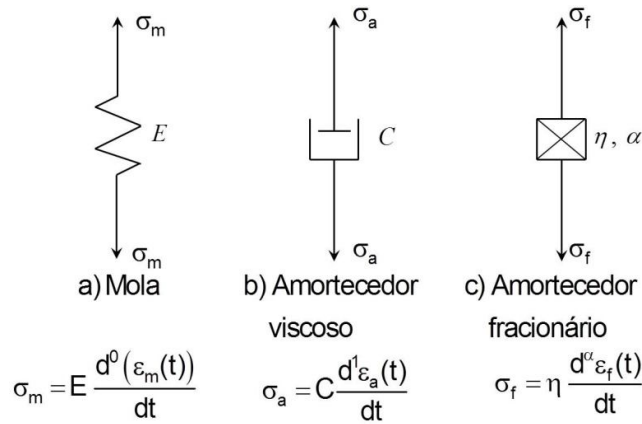 σm σa σf
E C η , α
σm σa σf
a) Mola
b) Amortecedor
viscoso
c) Amortecedor
fracionário
σm = E d⁰(εm(t)) / dt
σa = C d¹εa(t) / dt
σf = η dᵅεf(t) / dt